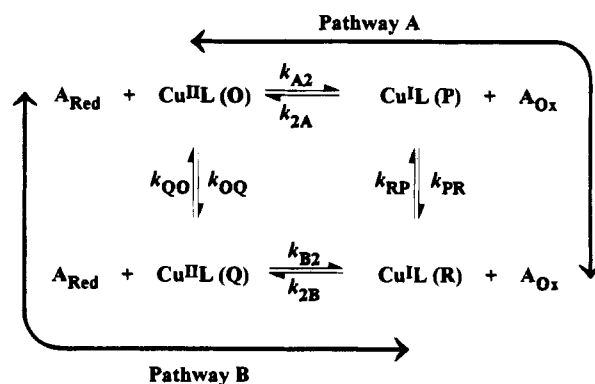 Pathway A
k_A2
A_Red + Cu^II L (O) ⇌ Cu^I L (P) + A_Ox
k_2A
k_QO k_OQ k_RP k_PR
k_B2
A_Red + Cu^II L (Q) ⇌ Cu^I L (R) + A_Ox
k_2B
Pathway B